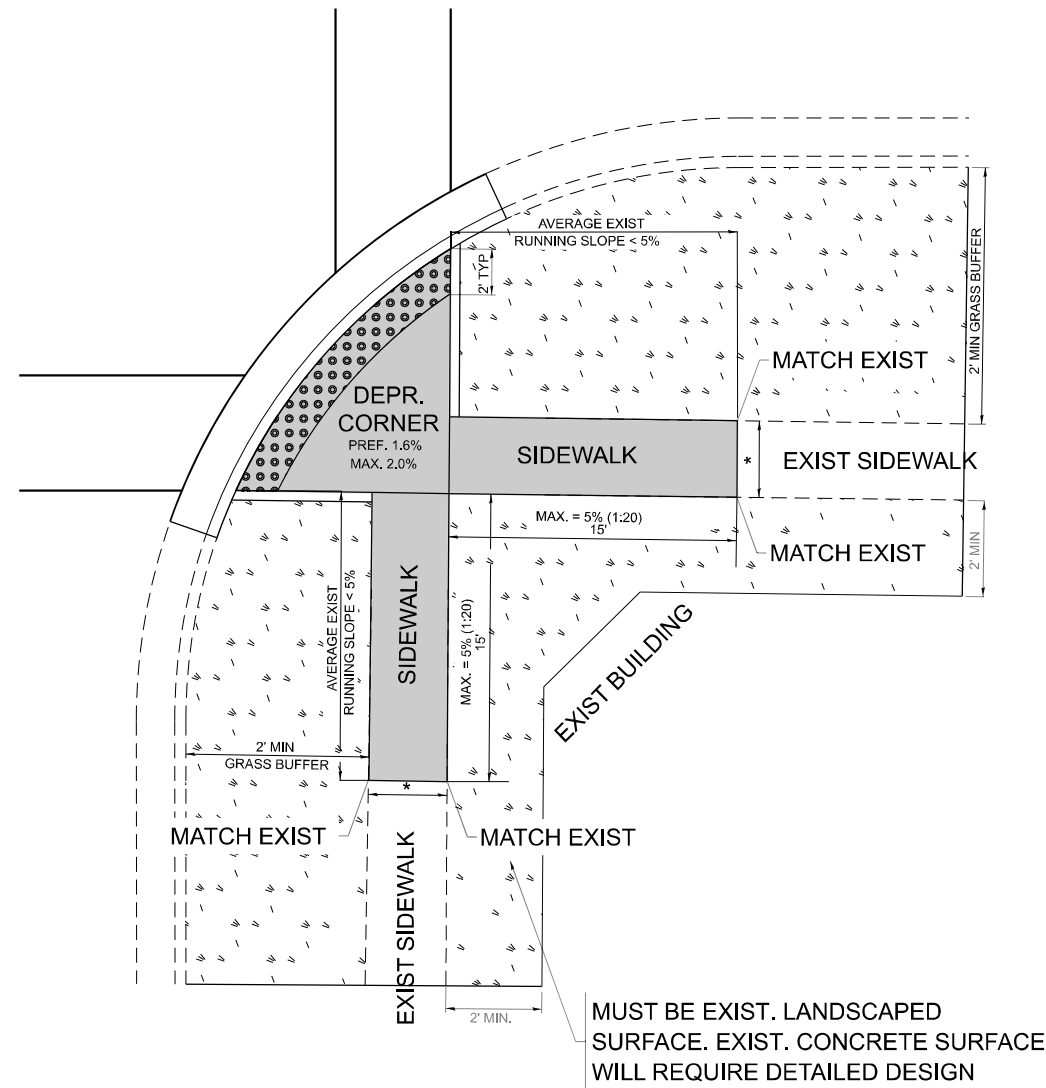 AVERAGE EXIST
RUNNING SLOPE < 5%
2' TYP
2' MIN GRASS BUFFER
MATCH EXIST
DEPR.
CORNER
PREF. 1.6%
MAX. 2.0%
SIDEWALK
*
EXIST SIDEWALK
MAX. = 5% (1:20)
15'
MATCH EXIST
2' MIN
AVERAGE EXIST
RUNNING SLOPE < 5%
SIDEWALK
MAX. = 5% (1:20)
15'
EXIST BUILDING
2' MIN
GRASS BUFFER
*
MATCH EXIST
MATCH EXIST
EXIST SIDEWALK
2' MIN.
MUST BE EXIST. LANDSCAPED
SURFACE. EXIST. CONCRETE SURFACE
WILL REQUIRE DETAILED DESIGN